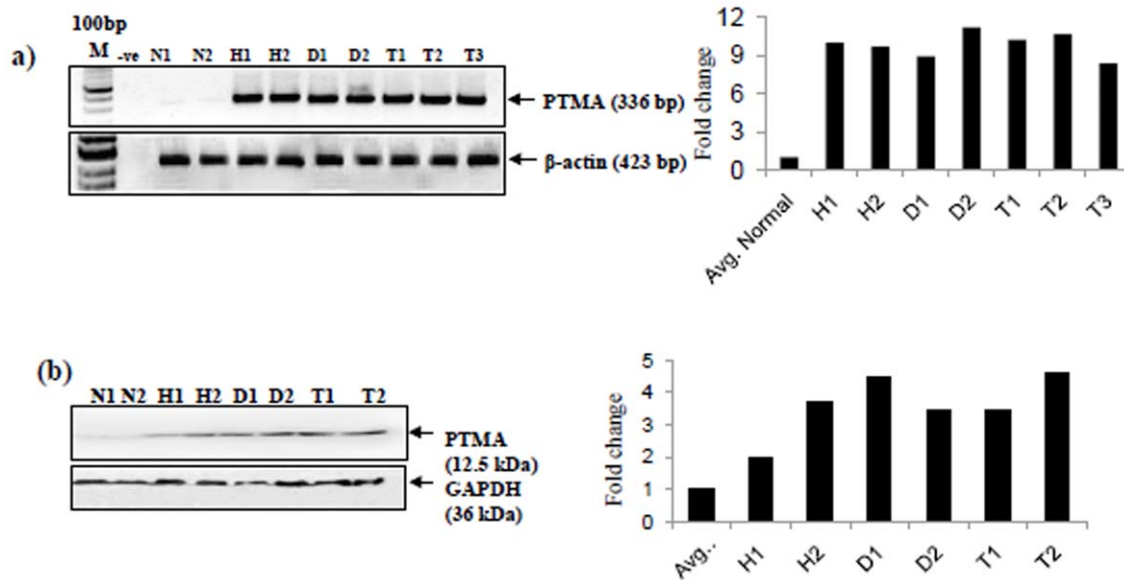 100bp
a)
M -ve N1 N2 H1 H2 D1 D2 T1 T2 T3
PTMA (336 bp)
β-actin (423 bp)
Fold change
12
9
6
3
0
Avg. Normal H1 H2 D1 D2 T1 T2 T3
(b)
N1 N2 H1 H2 D1 D2 T1 T2
PTMA
(12.5 kDa)
GAPDH
(36 kDa)
Fold change
5
4
3
2
1
0
Avg.. H1 H2 D1 D2 T1 T2